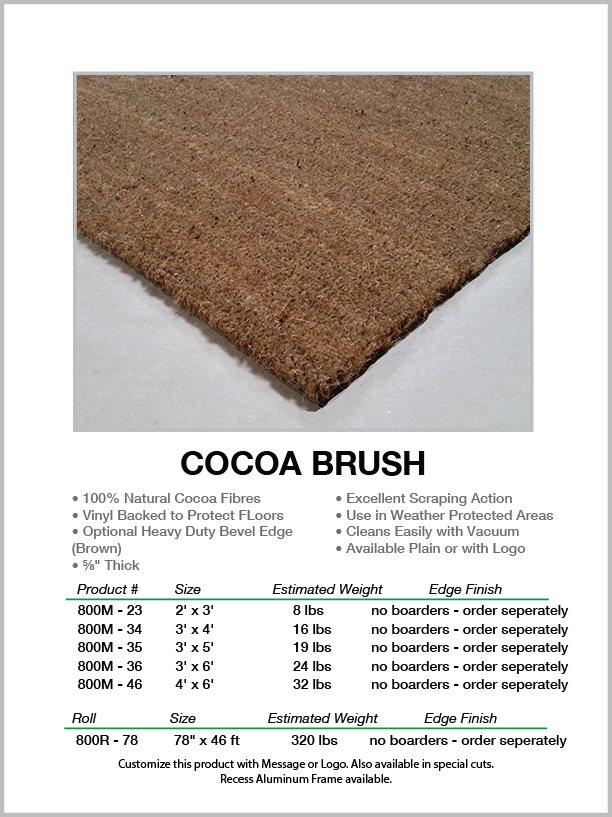 COCOA BRUSH
• 100% Natural Cocoa Fibres
• Vinyl Backed to Protect FLoors
• Optional Heavy Duty Bevel Edge
(Brown)
• ⅝" Thick
• Excellent Scraping Action
• Use in Weather Protected Areas
• Cleans Easily with Vacuum
• Available Plain or with Logo
Product # Size Estimated Weight Edge Finish
800M - 23 2' x 3' 8 lbs no boarders - order seperately
800M - 34 3' x 4' 16 lbs no boarders - order seperately
800M - 35 3' x 5' 19 lbs no boarders - order seperately
800M - 36 3' x 6' 24 lbs no boarders - order seperately
800M - 46 4' x 6' 32 lbs no boarders - order seperately
Roll Size Estimated Weight Edge Finish
800R - 78 78" x 46 ft 320 lbs no boarders - order seperately
Customize this product with Message or Logo. Also available in special cuts.
Recess Aluminum Frame available.